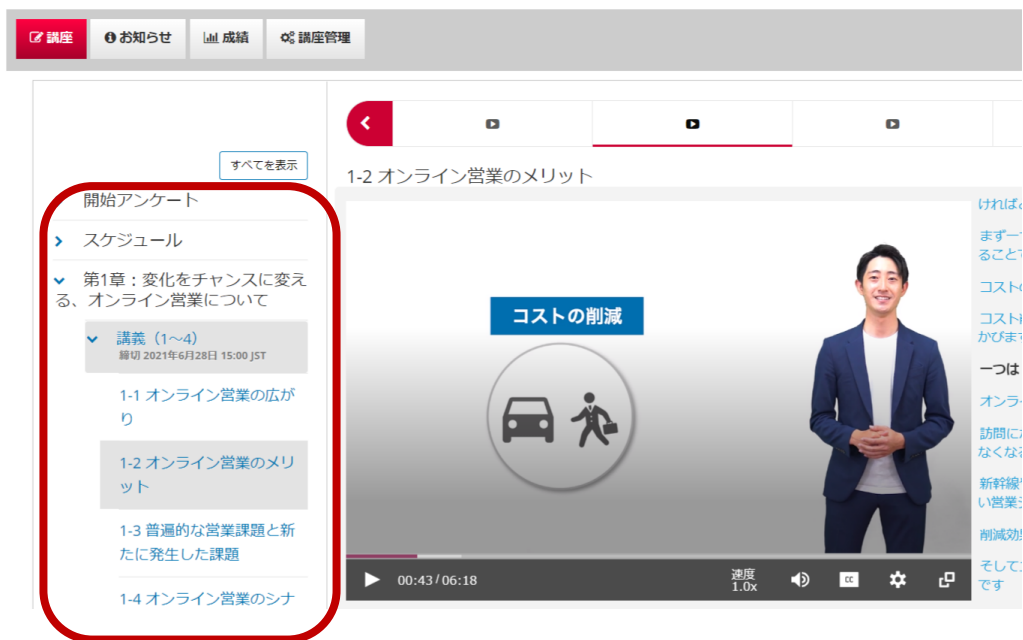 講座
お知らせ
成績
講座管理
すべてを表示
開始アンケート
スケジュール
第1章：変化をチャンスに変え
る、オンライン営業について
講義（1～4）
締切 2021年6月28日 15:00 JST
1-1 オンライン営業の広が
り
1-2 オンライン営業のメリ
ット
1-3 普遍的な営業課題と新
たに発生した課題
1-4 オンライン営業のシナ
1-2 オンライン営業のメリット
コストの削減
00:43 / 06:18
速度
1.0x
CC
ければ
まず一
ること
コスト
コスト
かびます
一つは
オンライ
訪問に
なくな
新幹線
い営業
削減効
そして
です